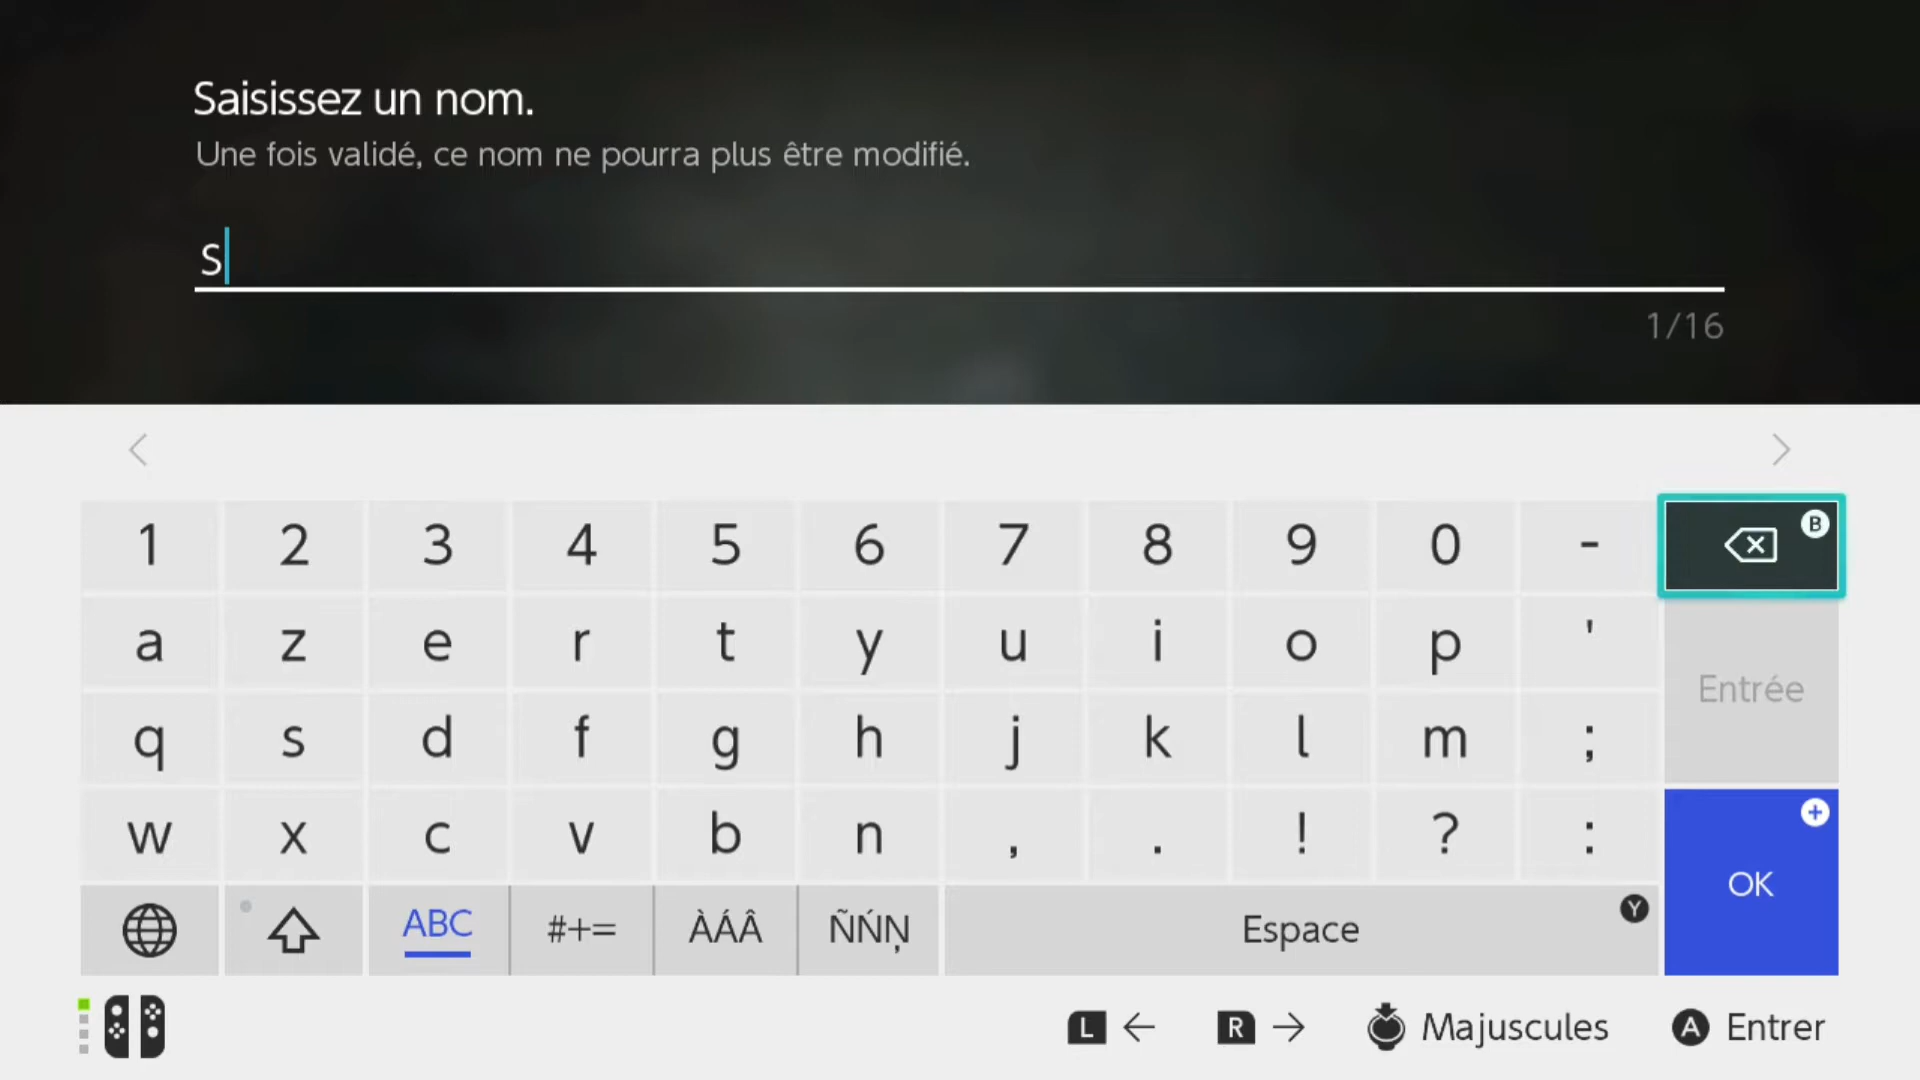 Saisissez un nom.
Une fois validé, ce nom ne pourra plus être modifié.
S
1/16
1 2 3 4 5 6 7 8 9 0 - B
a z e r t y u i o p '
Entrée
q s d f g h j k l m ;
w x c v b n , . ! ? : +
OK
ABC #+= ÀÁÂ ÑŃŅ Espace Y
L ← R → Majuscules A Entrer